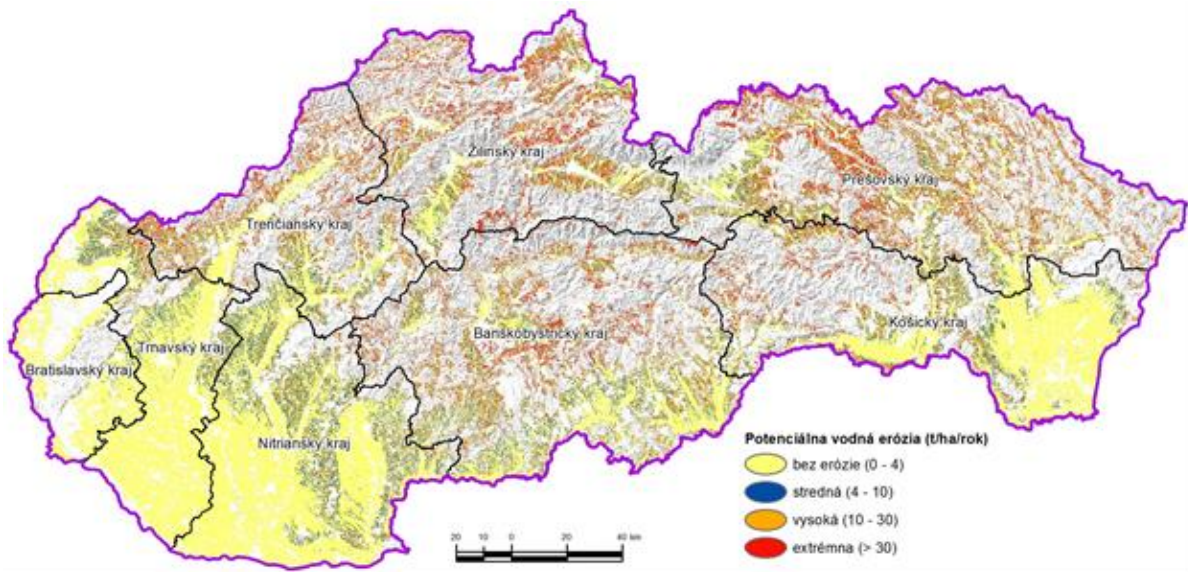 Žilinský kraj
Prešovský kraj
Trenčiansky kraj
Banskobystrický kraj
Košický kraj
Trnavský kraj
Bratislavský kraj
Nitriansky kraj
Potenciálna vodná erózia (t/ha/rok)
bez erózie (0 - 4)
stredná (4 - 10)
vysoká (10 - 30)
extrémna (> 30)
20 10 0 20 40 km